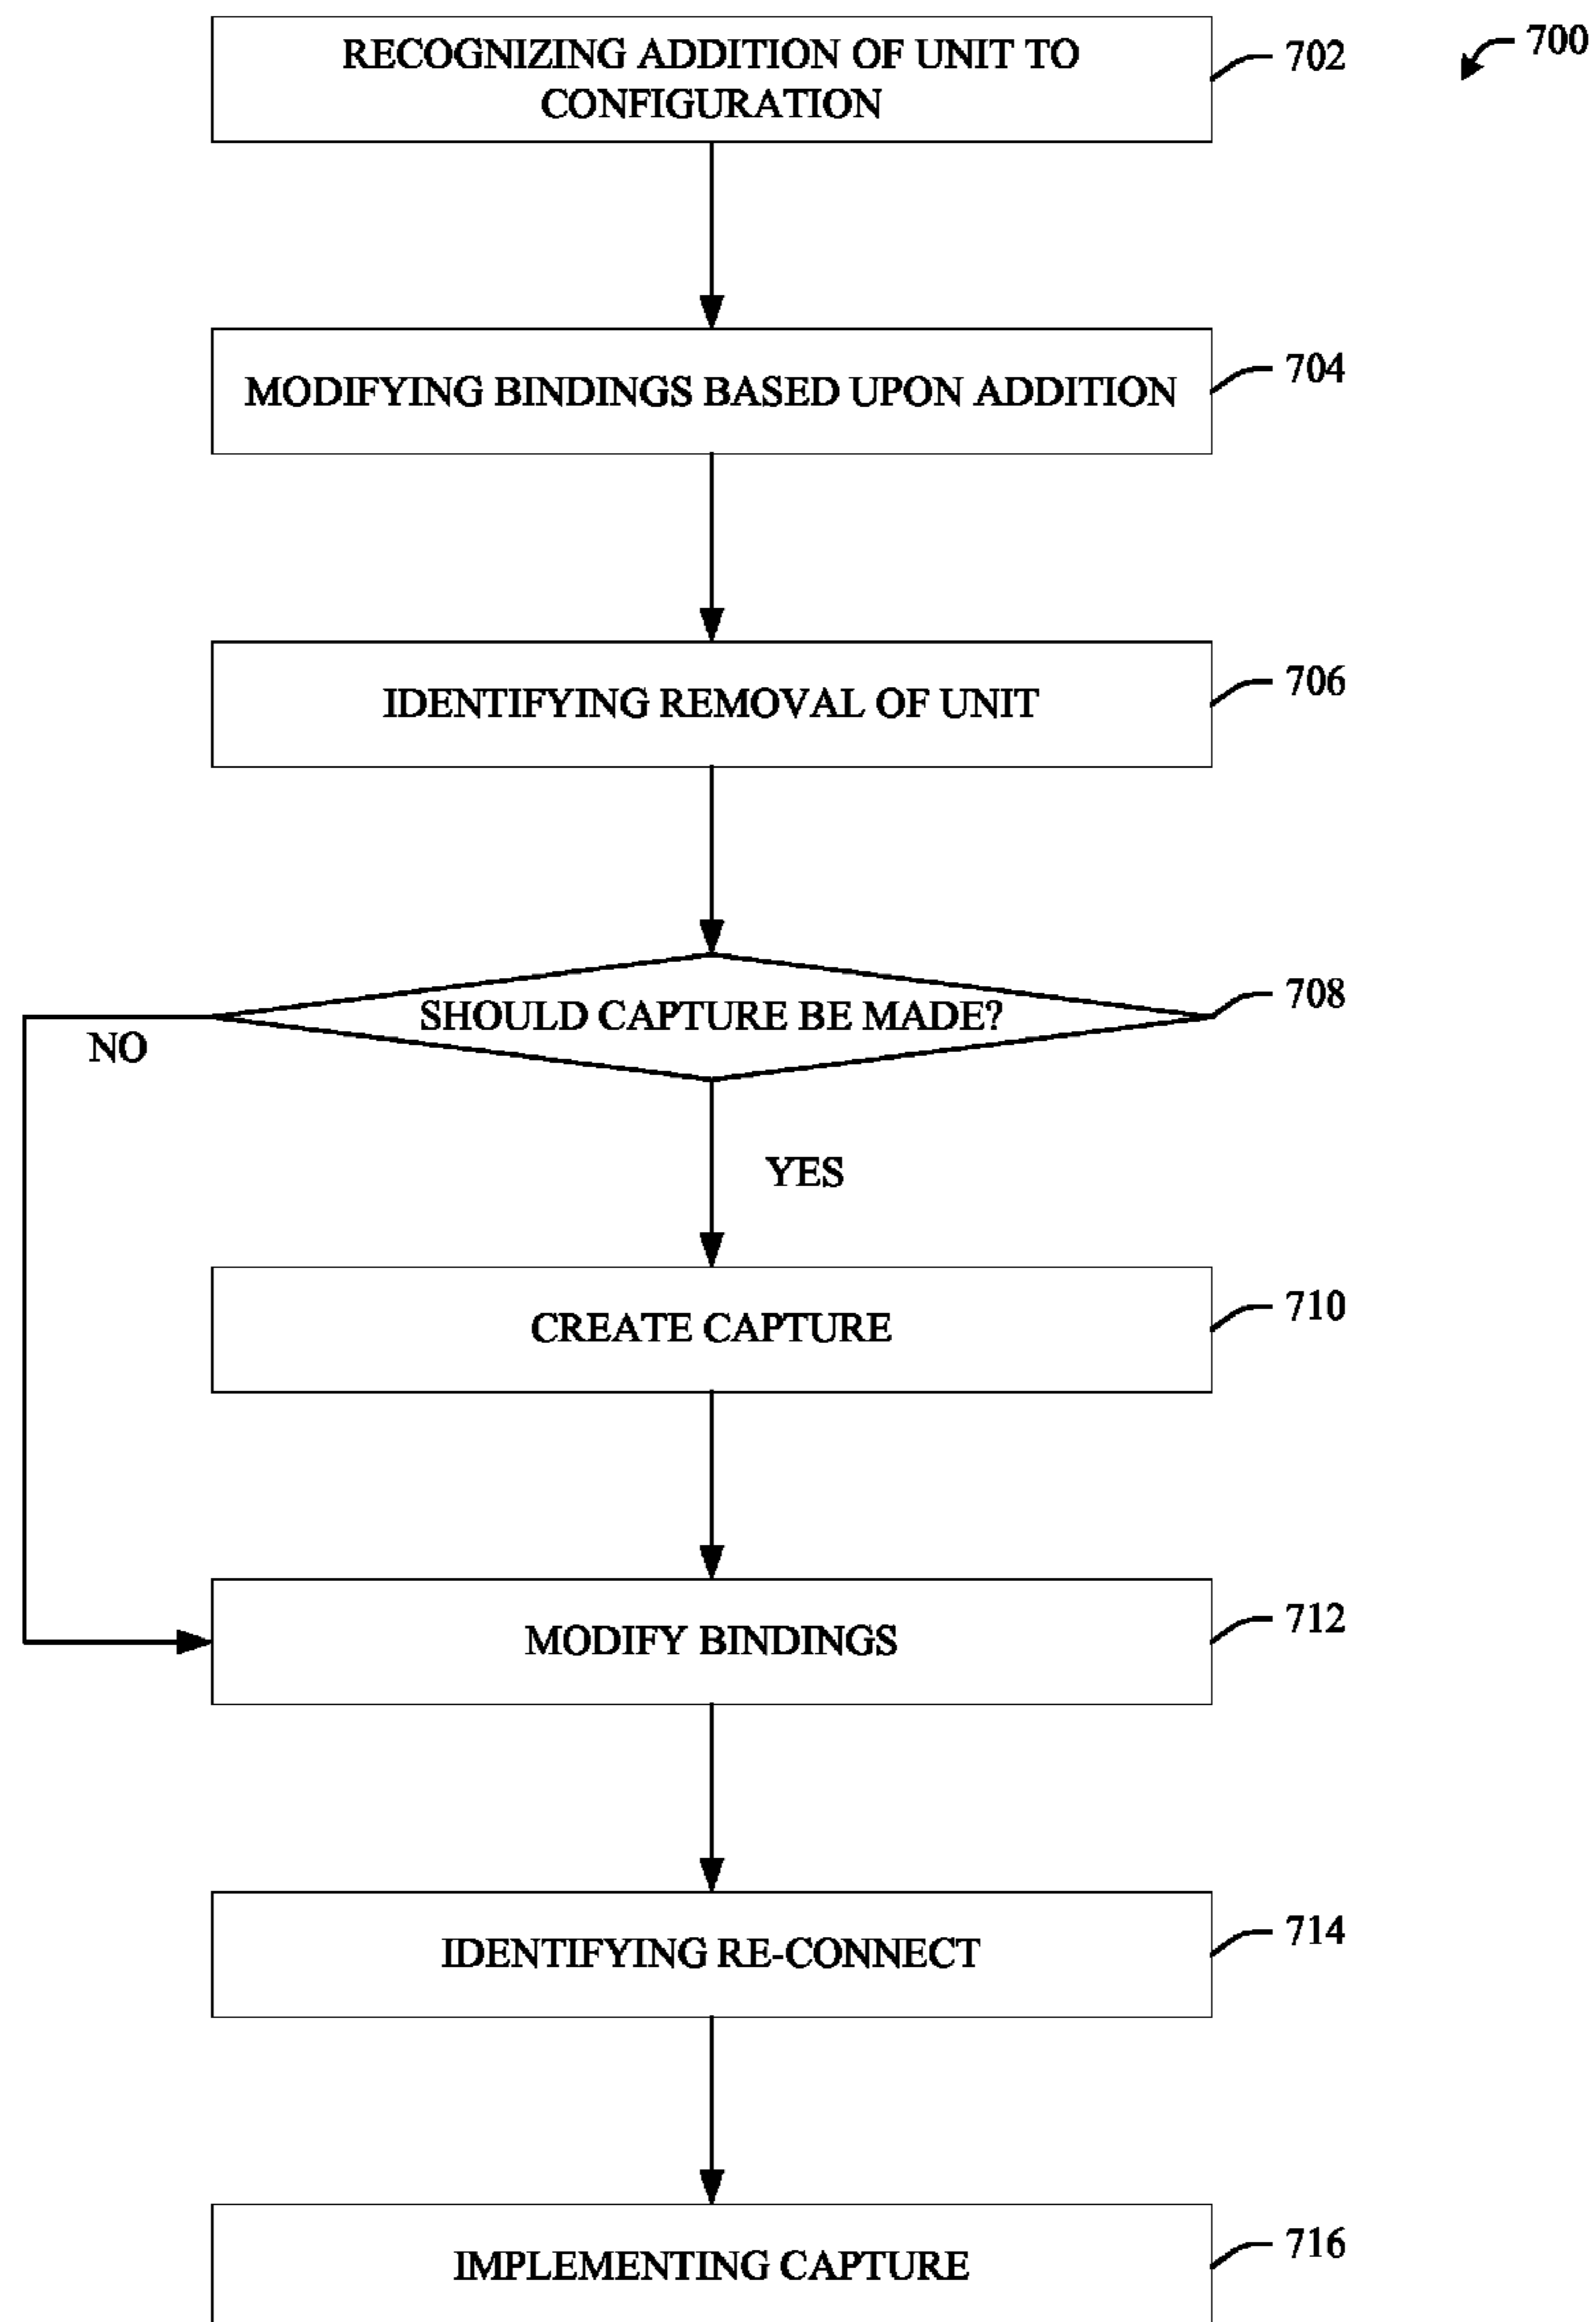 700
RECOGNIZING ADDITION OF UNIT TO
CONFIGURATION
702
MODIFYING BINDINGS BASED UPON ADDITION
704
IDENTIFYING REMOVAL OF UNIT
706
SHOULD CAPTURE BE MADE?
708
NO
YES
CREATE CAPTURE
710
MODIFY BINDINGS
712
IDENTIFYING RE-CONNECT
714
IMPLEMENTING CAPTURE
716